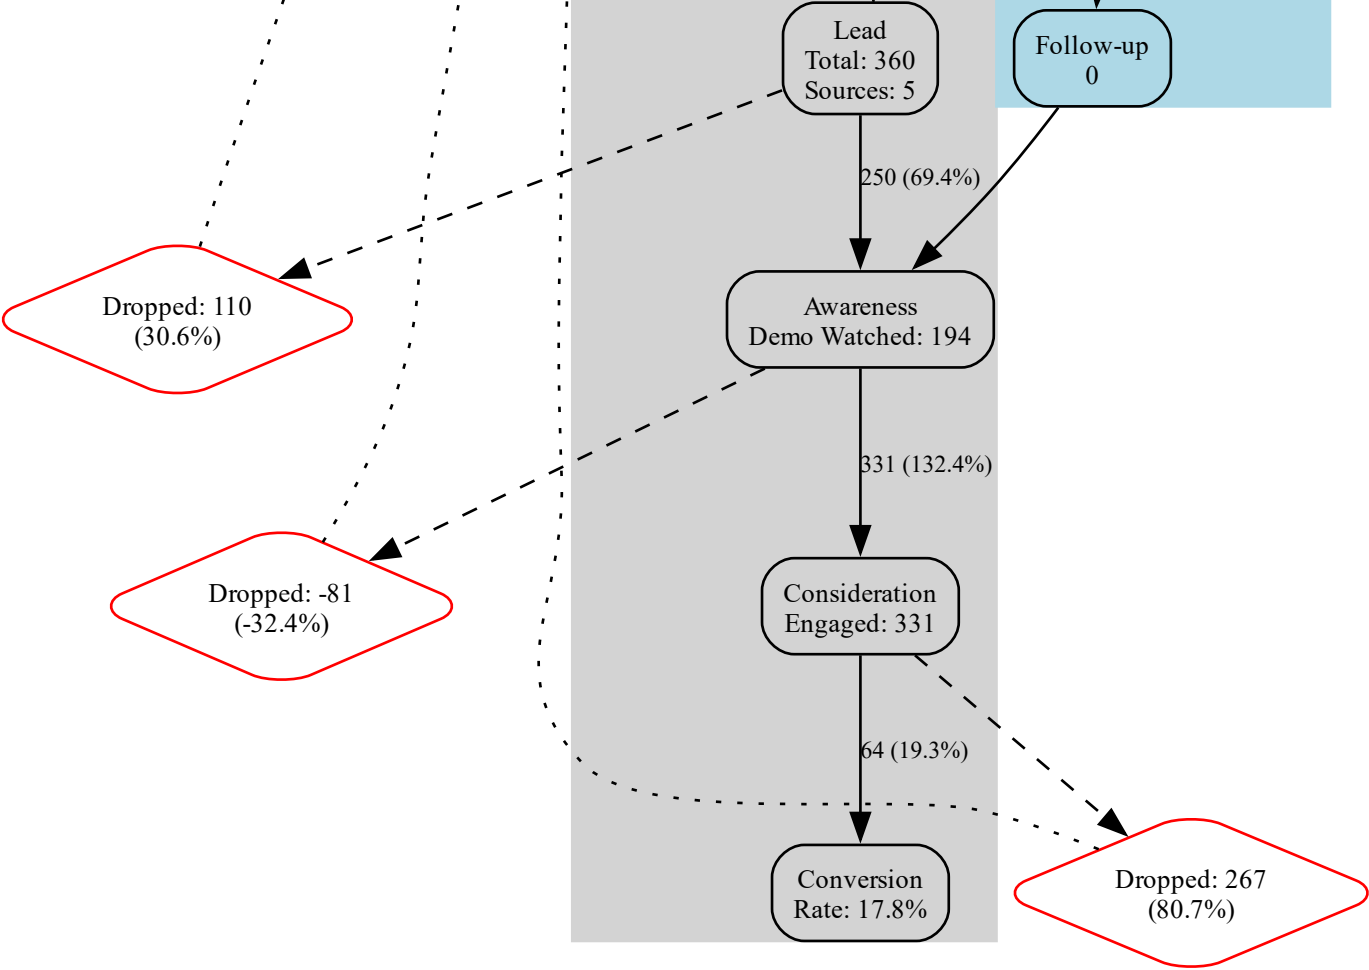 Lead
Total: 360
Sources: 5
Follow-up
0
250 (69.4%)
Dropped: 110
(30.6%)
Awareness
Demo Watched: 194
331 (132.4%)
Dropped: -81
(-32.4%)
Consideration
Engaged: 331
64 (19.3%)
Conversion
Rate: 17.8%
Dropped: 267
(80.7%)